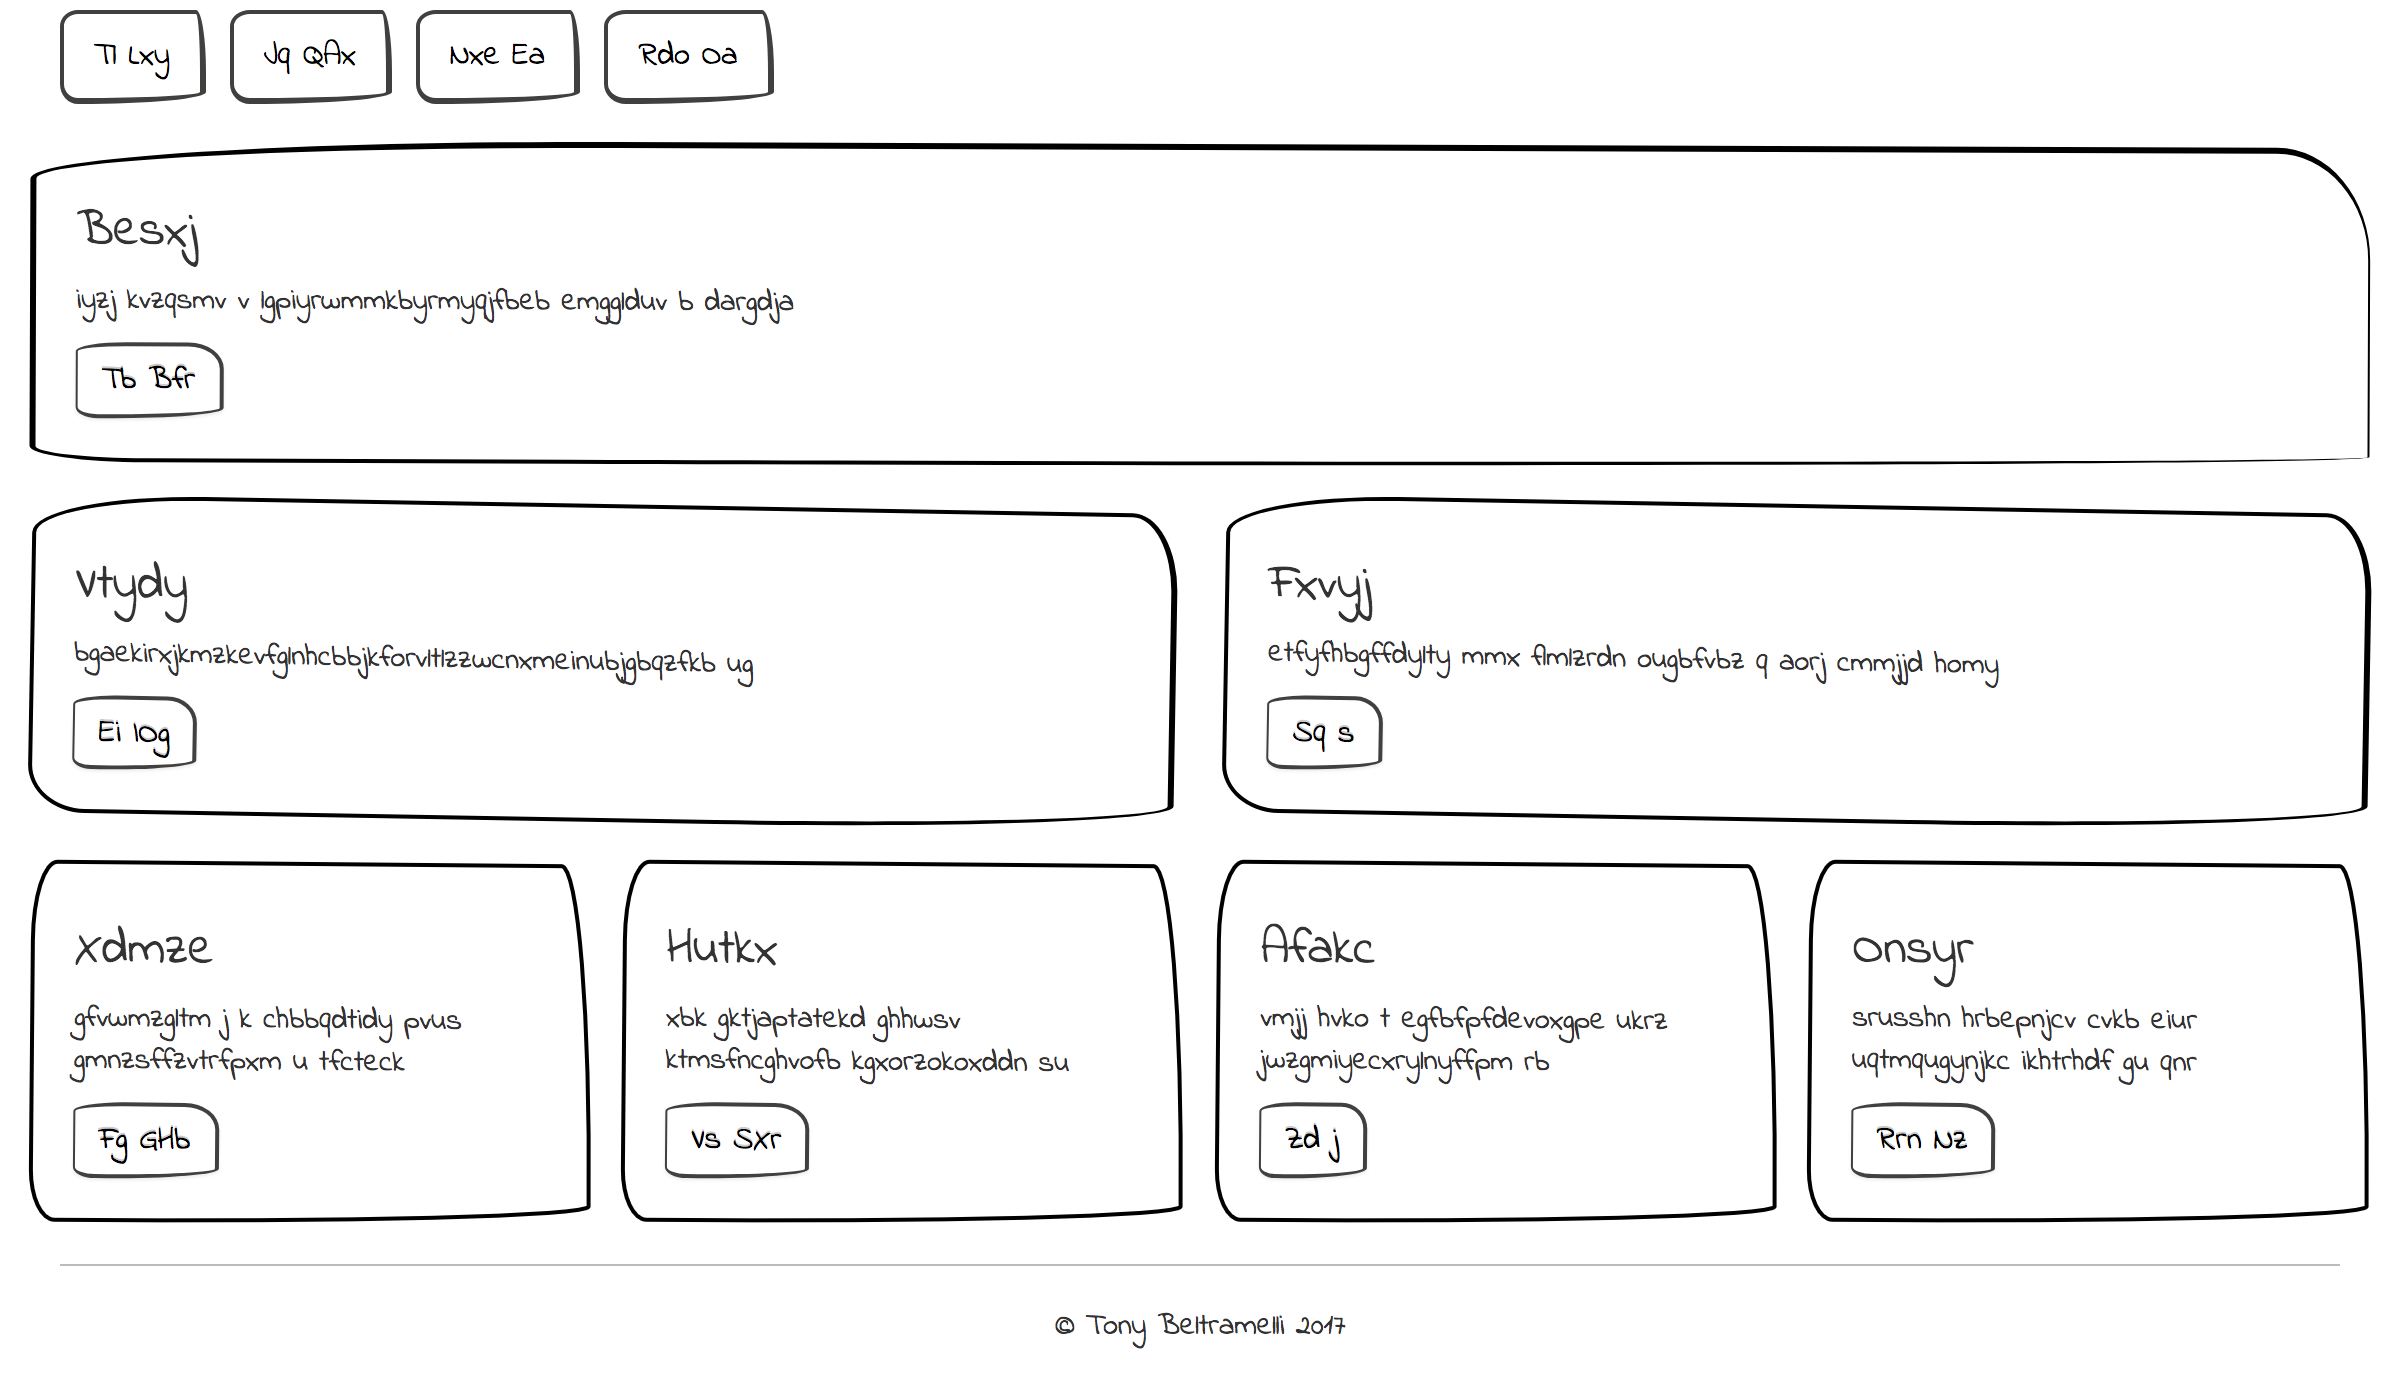 Tl Lxy
Jq QAx
Nxe Ea
Rdo Oa
Besxj
iyzj kvzqsmv v lgpiyrwmmkbyrmyqjfbeb emgglduv b dargdja
Tb Bfr
Vtydy
bgaekirxjkmzkevfglnhcbbjkforvltlzzwcnxmeinubjgbqzfkb ug
Ei IOg
Fxvyj
etfyfhbgffdylty mmx flmlzrdn ougbfvbz q aorj cmmjjd homy
Sq s
Xdmze
gfvwmzgltm j k chbbqdtidy pvus
gmnzsffzvtrfpxm u tfcteck
Fg GHb
Hutkx
xbk gktjaptatekd ghhwsv
ktmsfncghvofb kgxorzokoxddn su
Vs SXr
Afakc
vmjj hvko t egfbfpfdevoxgpe ukrz
jwzgmiyecxrylnyffpm rb
Zd j
Onsyr
srusshn hrbepnjcv cvkb eiur
uqtmqugynjkc ikhtrhdf gu qnr
Rrn Nz
© Tony Beltramelli 2017